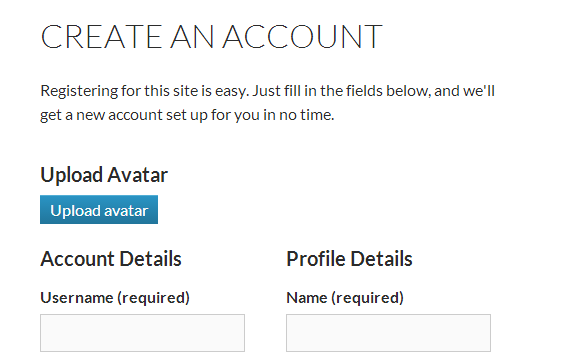 CREATE AN ACCOUNT
Registering for this site is easy. Just fill in the fields below, and we'll
get a new account set up for you in no time.
Upload Avatar
Upload avatar
Account Details
Username (required)
Profile Details
Name (required)